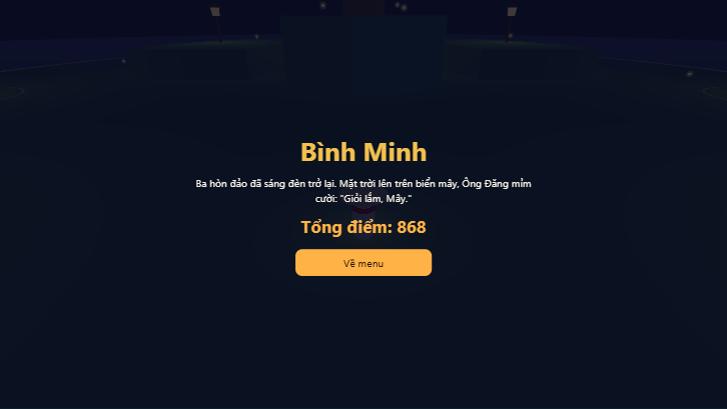 Bình Minh
Ba hòn đảo đã sáng đèn trở lại. Mặt trời lên trên biển mây, Ông Đăng mỉm
cười: "Giỏi lắm, Mây."
Tổng điểm: 868
Về menu